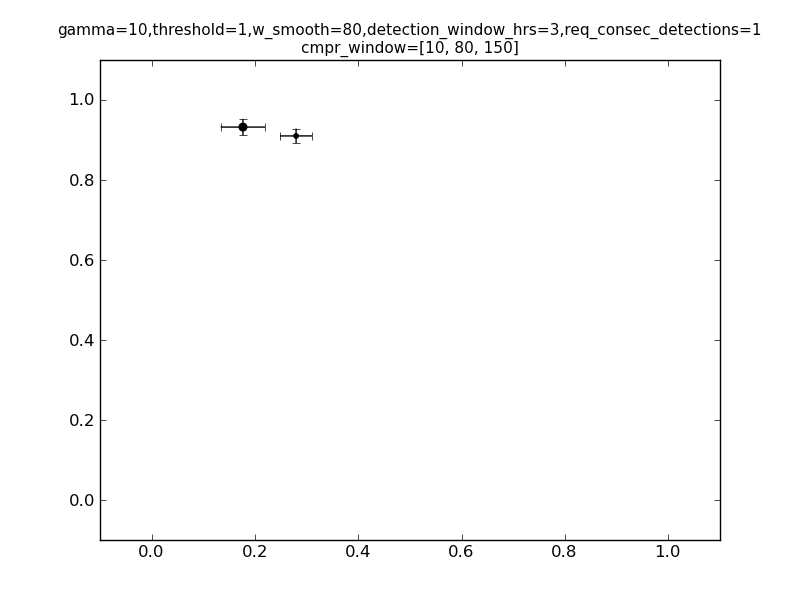 gamma=10,threshold=1,w_smooth=80,detection_window_hrs=3,req_consec_detections=1
cmpr_window=[10, 80, 150]
1.0
0.8
0.6
0.4
0.2
0.0
0.0 0.2 0.4 0.6 0.8 1.0